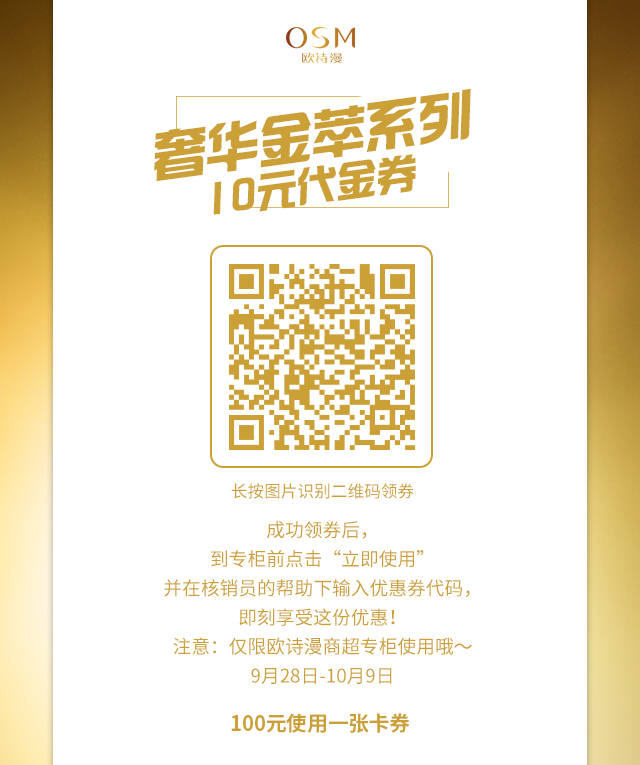 OSM
欧诗漫
奢华金萃系列
10元代金券
长按图片识别二维码领券
成功领券后，
到专柜前点击“立即使用”
并在核销员的帮助下输入优惠券代码，
即刻享受这份优惠！
注意：仅限欧诗漫商超专柜使用哦～
9月28日-10月9日
100元使用一张卡券